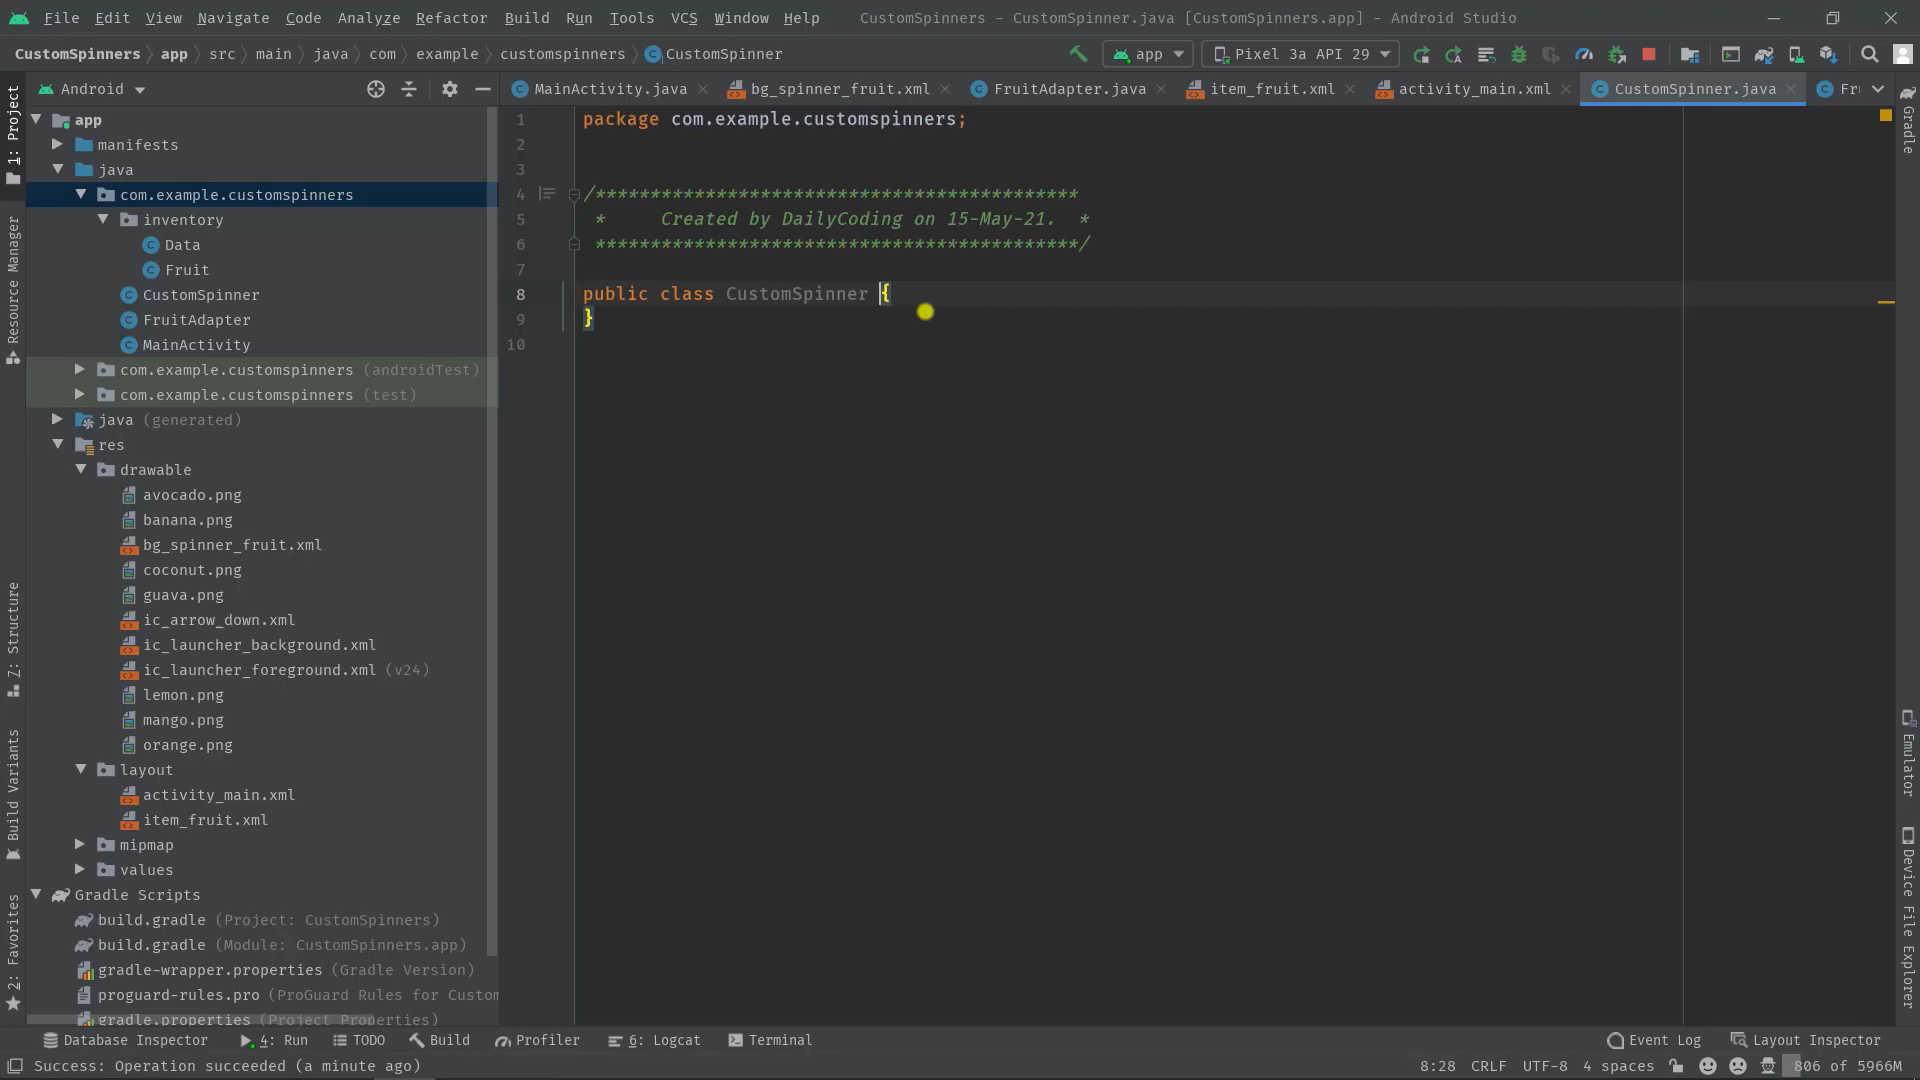 File Edit View Navigate Code Analyze Refactor Build Run Tools VCS Window Help CustomSpinners - CustomSpinner.java [CustomSpinners.app] - Android Studio
CustomSpinners app src main java com example customspinners CustomSpinner app Pixel 3a API 29
Android MainActivity.java bg_spinner_fruit.xml FruitAdapter.java item_fruit.xml activity_main.xml CustomSpinner.java
1: Project
Resource Manager
Z: Structure
Build Variants
2: Favorites
app
manifests
java
com.example.customspinners
inventory
Data
Fruit
CustomSpinner
FruitAdapter
MainActivity
com.example.customspinners (androidTest)
com.example.customspinners (test)
java (generated)
res
drawable
avocado.png
banana.png
bg_spinner_fruit.xml
coconut.png
guava.png
ic_arrow_down.xml
ic_launcher_background.xml
ic_launcher_foreground.xml (v24)
lemon.png
mango.png
orange.png
layout
activity_main.xml
item_fruit.xml
mipmap
values
Gradle Scripts
build.gradle (Project: CustomSpinners)
build.gradle (Module: CustomSpinners.app)
gradle-wrapper.properties (Gradle Version)
proguard-rules.pro (ProGuard Rules for Custom
gradle.properties (Project Properties)
1 package com.example.customspinners;
2
3
4 /********************************************
5 *     Created by DailyCoding on 15-May-21.  *
6 ********************************************/
7
8 public class CustomSpinner {
9 }
10
Gradle
Emulator
Device File Explorer
Database Inspector 4: Run TODO Build Profiler 6: Logcat Terminal Event Log Layout Inspector
Success: Operation succeeded (a minute ago) 8:28 CRLF UTF-8 4 spaces 806 of 5966M